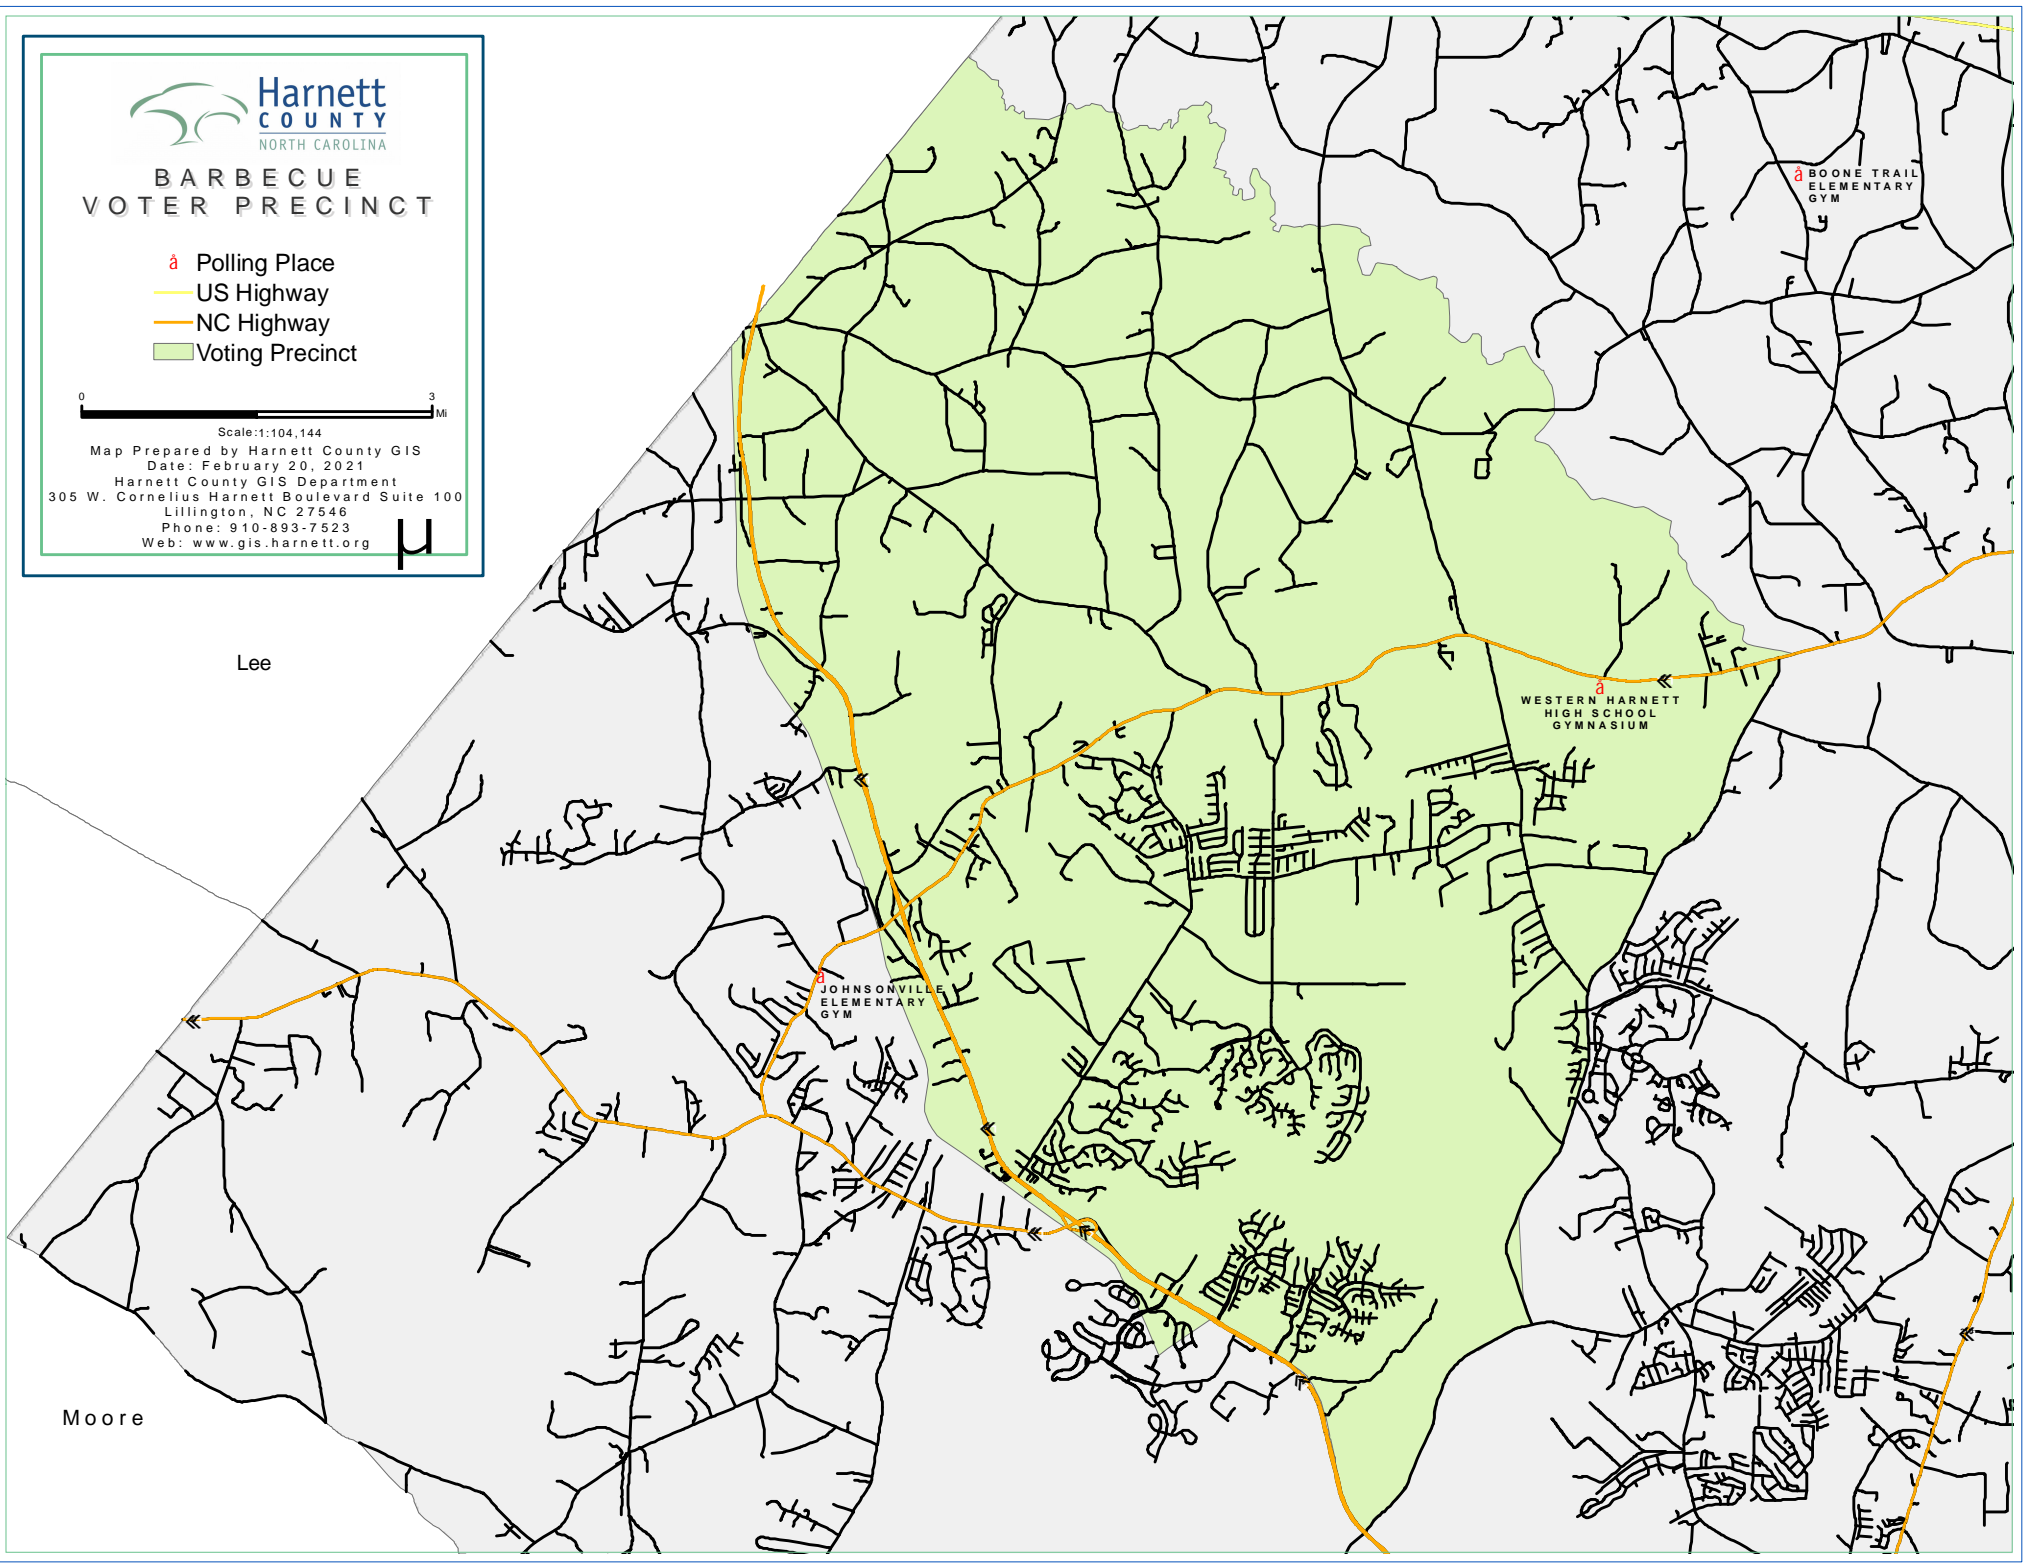 Harnett
COUNTY
NORTH CAROLINA
BARBECUE
VOTER PRECINCT
å Polling Place
US Highway
NC Highway
Voting Precinct
0 3
Mi
Scale:1:104,144
Map Prepared by Harnett County GIS
Date: February 20, 2021
Harnett County GIS Department
305 W. Cornelius Harnett Boulevard Suite 100
Lillington, NC 27546
Phone: 910-893-7523
Web: www.gis.harnett.org
µ
å BOONE TRAIL
ELEMENTARY
GYM
Lee
å
WESTERN HARNETT
HIGH SCHOOL
GYMNASIUM
å
JOHNSONVILLE
ELEMENTARY
GYM
Moore